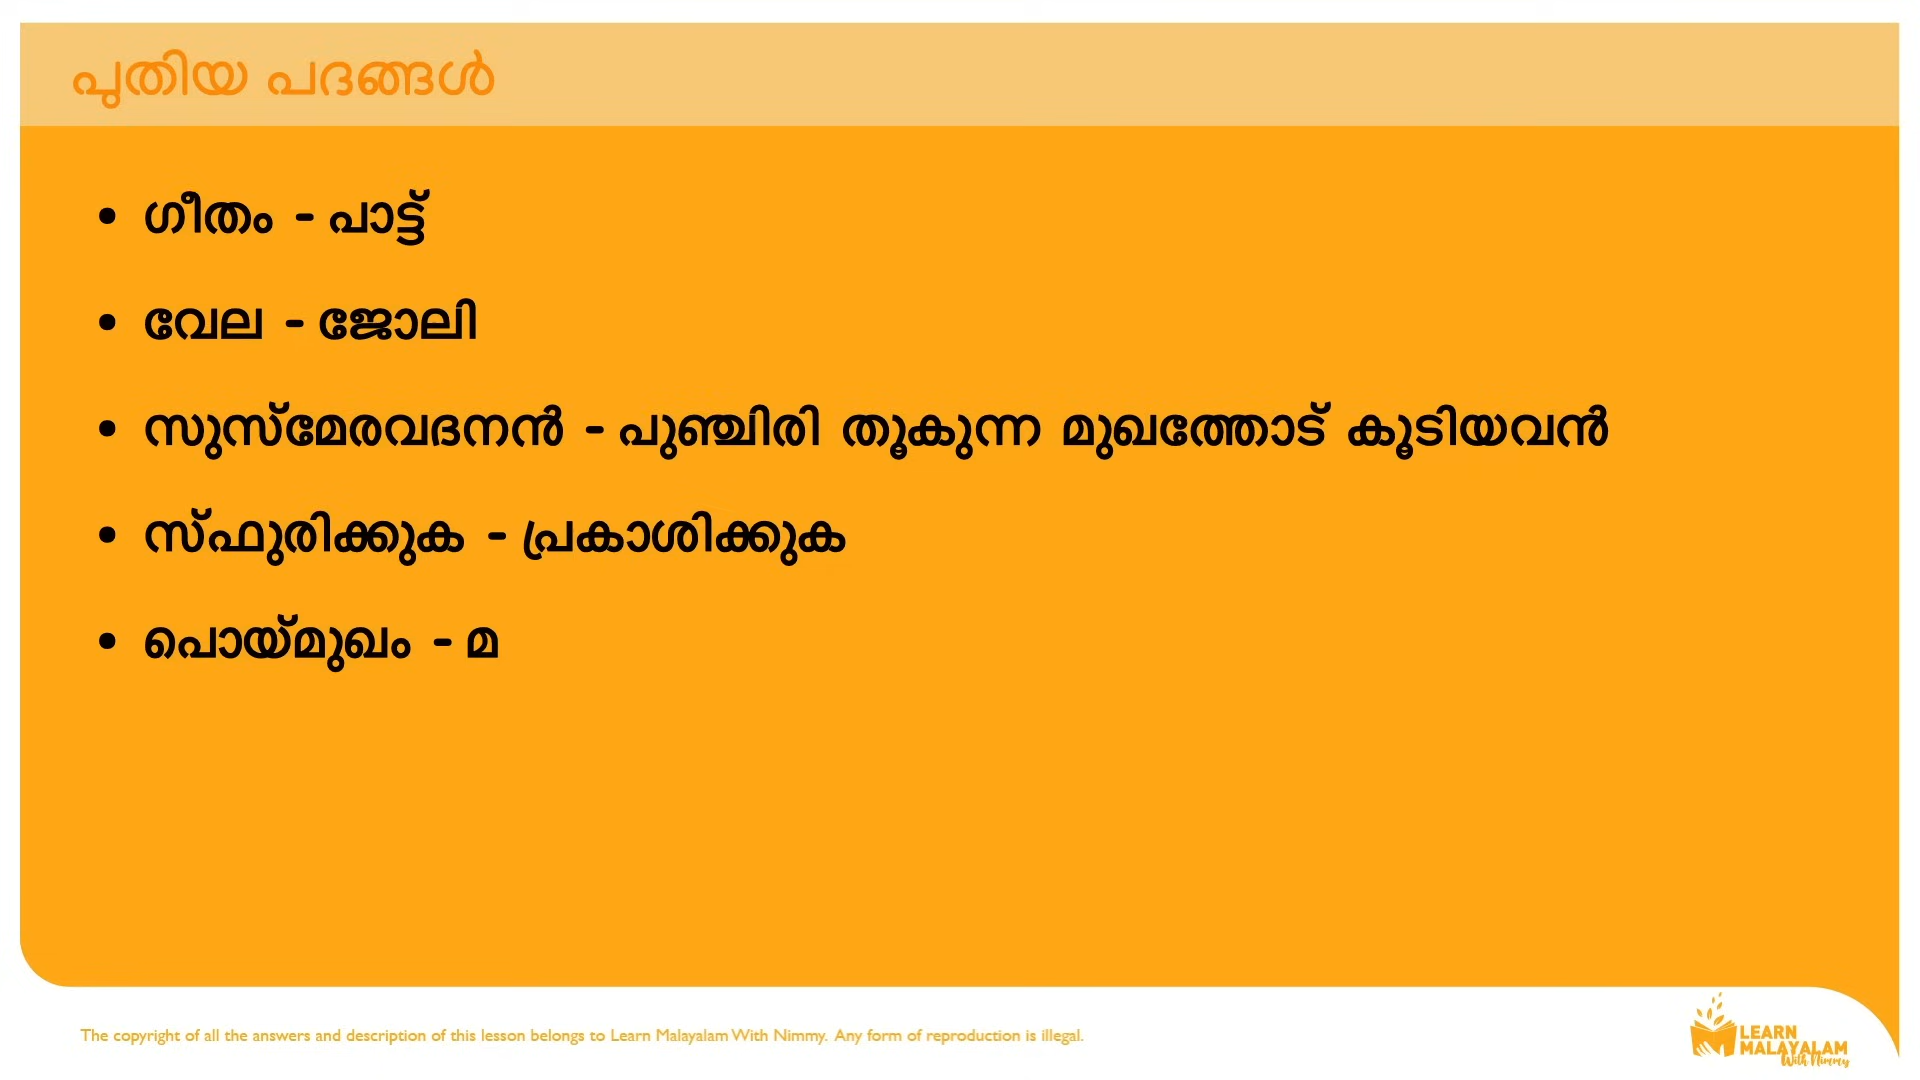 പുതിയ പദങ്ങൾ
• ഗീതം - പാട്ട്
• വേല - ജോലി
• സുസ്മേരവദനൻ - പുഞ്ചിരി തൂകുന്ന മുഖത്തോട് കൂടിയവൻ
• സ്ഫുരിക്കുക - പ്രകാശിക്കുക
• പൊയ്മുഖം - മ
The copyright of all the answers and description of this lesson belongs to Learn Malayalam With Nimmy. Any form of reproduction is illegal.
LEARN
MALAYALAM
With Nimmy